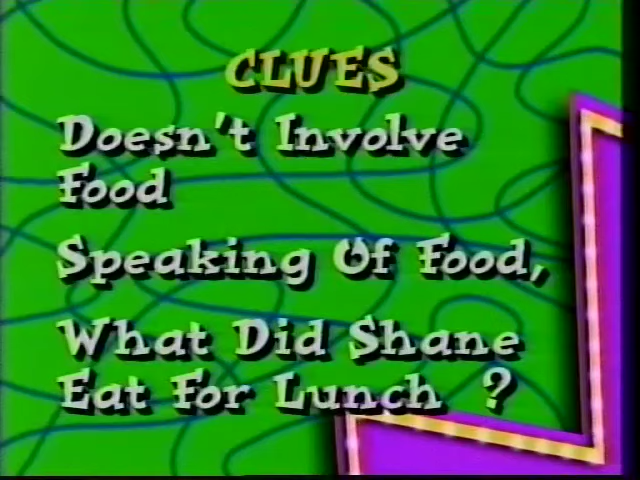 CLUES
Doesn't Involve
Food
Speaking Of Food,
What Did Shane
Eat For Lunch ?